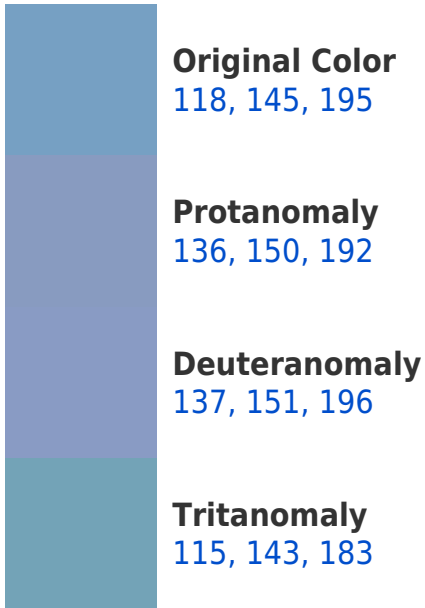 Original Color
118, 145, 195
Protanomaly
136, 150, 192
Deuteranomaly
137, 151, 196
Tritanomaly
115, 143, 183